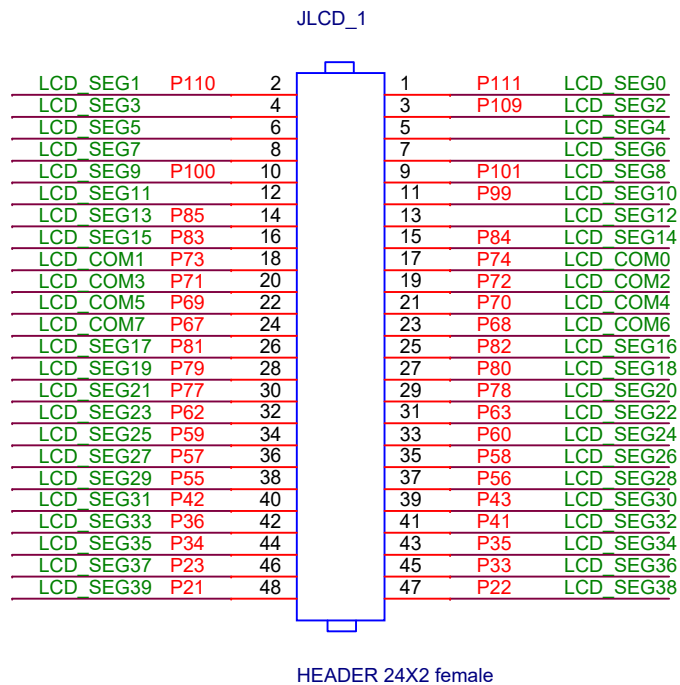 JLCD_1
LCD_SEG1 P110 2 1 P111 LCD_SEG0
LCD_SEG3 4 3 P109 LCD_SEG2
LCD_SEG5 6 5 LCD_SEG4
LCD_SEG7 8 7 LCD_SEG6
LCD_SEG9 P100 10 9 P101 LCD_SEG8
LCD_SEG11 12 11 P99 LCD_SEG10
LCD_SEG13 P85 14 13 LCD_SEG12
LCD_SEG15 P83 16 15 P84 LCD_SEG14
LCD_COM1 P73 18 17 P74 LCD_COM0
LCD_COM3 P71 20 19 P72 LCD_COM2
LCD_COM5 P69 22 21 P70 LCD_COM4
LCD_COM7 P67 24 23 P68 LCD_COM6
LCD_SEG17 P81 26 25 P82 LCD_SEG16
LCD_SEG19 P79 28 27 P80 LCD_SEG18
LCD_SEG21 P77 30 29 P78 LCD_SEG20
LCD_SEG23 P62 32 31 P63 LCD_SEG22
LCD_SEG25 P59 34 33 P60 LCD_SEG24
LCD_SEG27 P57 36 35 P58 LCD_SEG26
LCD_SEG29 P55 38 37 P56 LCD_SEG28
LCD_SEG31 P42 40 39 P43 LCD_SEG30
LCD_SEG33 P36 42 41 P41 LCD_SEG32
LCD_SEG35 P34 44 43 P35 LCD_SEG34
LCD_SEG37 P23 46 45 P33 LCD_SEG36
LCD_SEG39 P21 48 47 P22 LCD_SEG38
HEADER 24X2 female